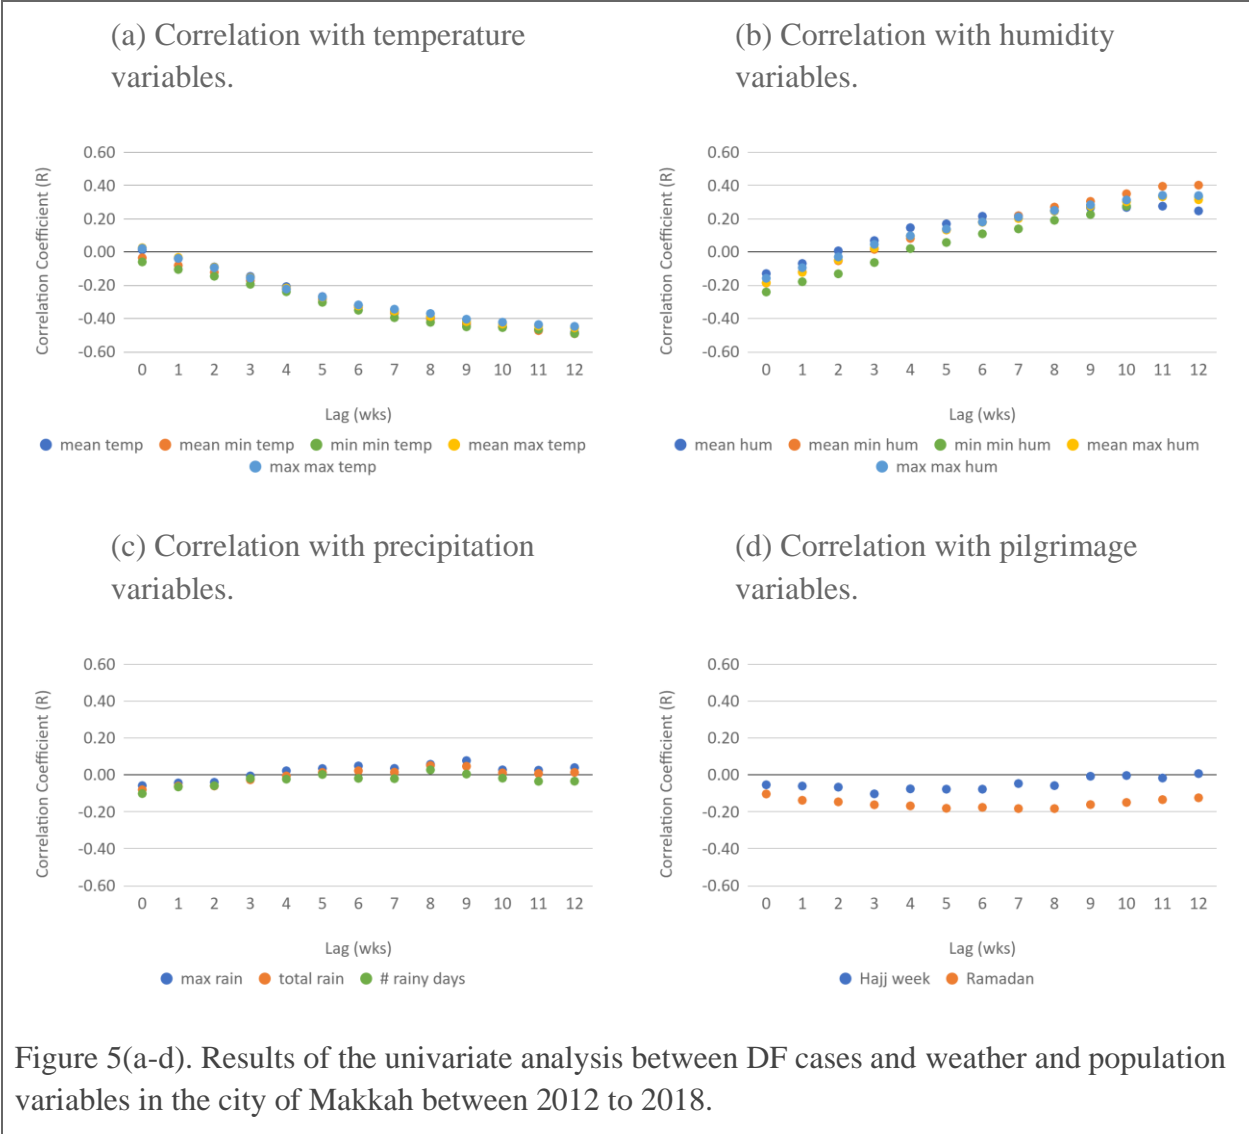 (a) Correlation with temperature
variables.
0.60
0.40
0.20
0.00
-0.20
-0.40
-0.60
Correlation Coefficient (R)
0 1 2 3 4 5 6 7 8 9 10 11 12
Lag (wks)
mean temp mean min temp min min temp mean max temp
max max temp
(b) Correlation with humidity
variables.
0.60
0.40
0.20
0.00
-0.20
-0.40
-0.60
Correlation Coefficient (R)
0 1 2 3 4 5 6 7 8 9 10 11 12
Lag (wks)
mean hum mean min hum min min hum mean max hum
max max hum
(c) Correlation with precipitation
variables.
0.60
0.40
0.20
0.00
-0.20
-0.40
-0.60
Correlation Coefficient (R)
0 1 2 3 4 5 6 7 8 9 10 11 12
Lag (wks)
max rain total rain # rainy days
(d) Correlation with pilgrimage
variables.
0.60
0.40
0.20
0.00
-0.20
-0.40
-0.60
Correlation Coefficient (R)
0 1 2 3 4 5 6 7 8 9 10 11 12
Lag (wks)
Hajj week Ramadan
Figure 5(a-d). Results of the univariate analysis between DF cases and weather and population
variables in the city of Makkah between 2012 to 2018.